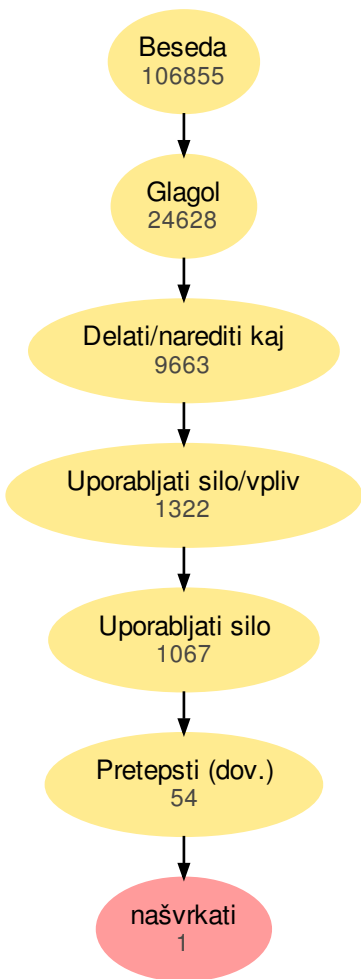 Beseda
106855
Glagol
24628
Delati/narediti kaj
9663
Uporabljati silo/vpliv
1322
Uporabljati silo
1067
Pretepsti (dov.)
54
našvrkati
1